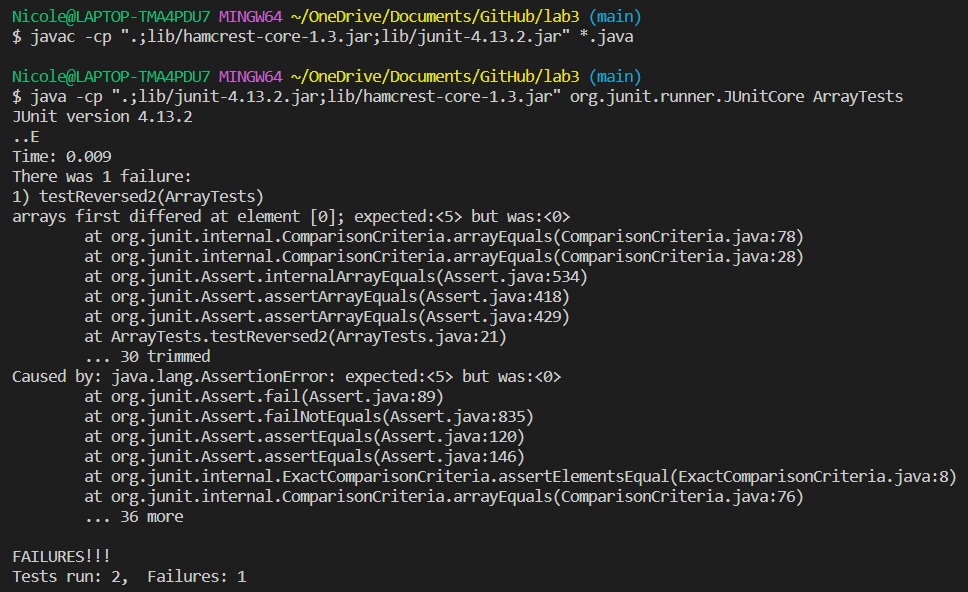 Nicole@LAPTOP-TMA4PDU7 MINGW64 ~/OneDrive/Documents/GitHub/lab3 (main)
$ javac -cp ".;lib/hamcrest-core-1.3.jar;lib/junit-4.13.2.jar" *.java
Nicole@LAPTOP-TMA4PDU7 MINGW64 ~/OneDrive/Documents/GitHub/lab3 (main)
$ java -cp ".;lib/junit-4.13.2.jar;lib/hamcrest-core-1.3.jar" org.junit.runner.JUnitCore ArrayTests
JUnit version 4.13.2
..E
Time: 0.009
There was 1 failure:
1) testReversed2(ArrayTests)
arrays first differed at element [0]; expected:<5> but was:<0>
        at org.junit.internal.ComparisonCriteria.arrayEquals(ComparisonCriteria.java:78)
        at org.junit.internal.ComparisonCriteria.arrayEquals(ComparisonCriteria.java:28)
        at org.junit.Assert.internalArrayEquals(Assert.java:534)
        at org.junit.Assert.assertArrayEquals(Assert.java:418)
        at org.junit.Assert.assertArrayEquals(Assert.java:429)
        at ArrayTests.testReversed2(ArrayTests.java:21)
        ... 30 trimmed
Caused by: java.lang.AssertionError: expected:<5> but was:<0>
        at org.junit.Assert.fail(Assert.java:89)
        at org.junit.Assert.failNotEquals(Assert.java:835)
        at org.junit.Assert.assertEquals(Assert.java:120)
        at org.junit.Assert.assertEquals(Assert.java:146)
        at org.junit.internal.ExactComparisonCriteria.assertElementsEqual(ExactComparisonCriteria.java:8)
        at org.junit.internal.ComparisonCriteria.arrayEquals(ComparisonCriteria.java:76)
        ... 36 more
FAILURES!!!
Tests run: 2,  Failures: 1